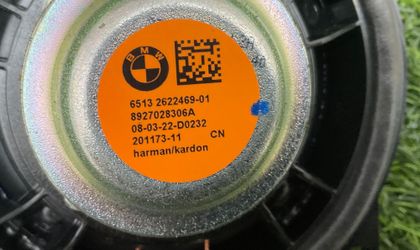 BMW
6513 2622469-01
8927028306A
08-03-22-D0232
201173-11 CN
harman/kardon